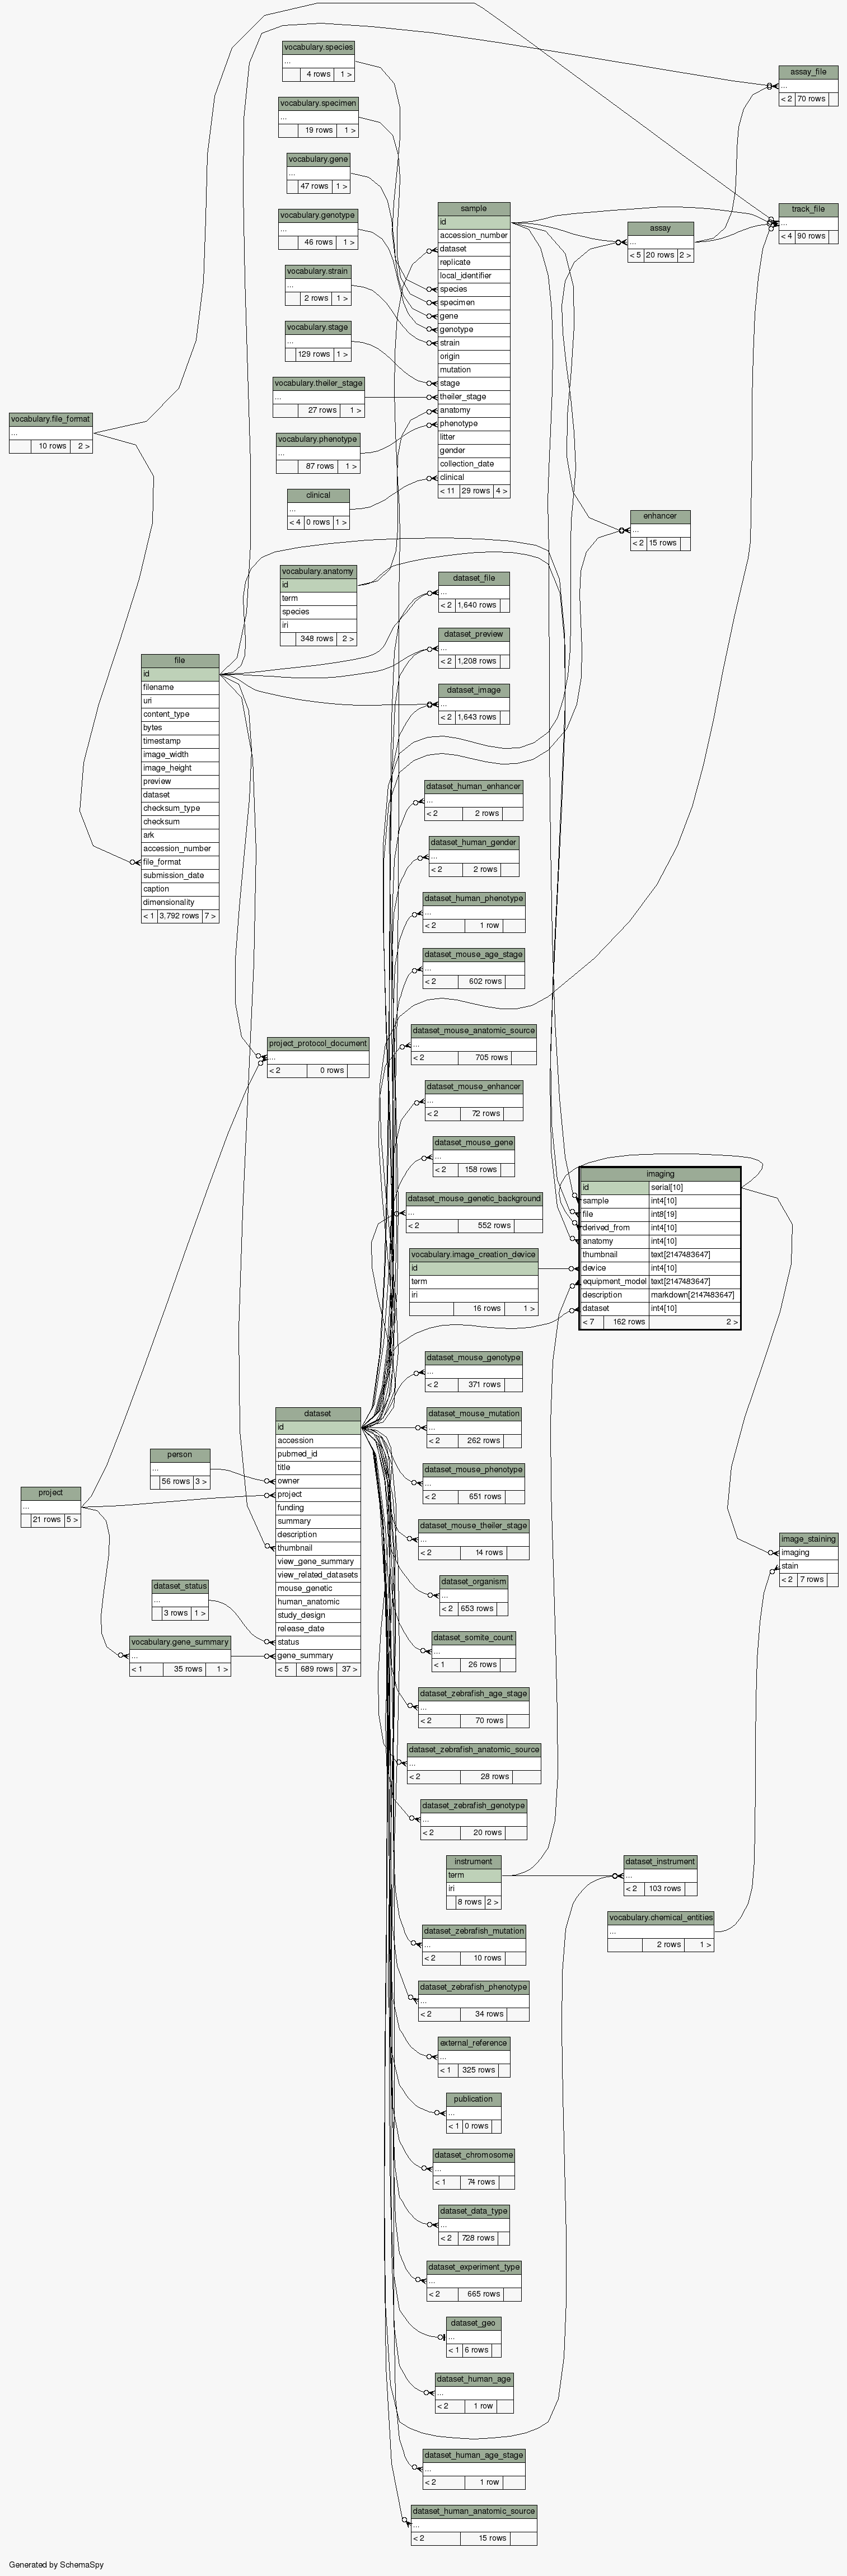 vocabulary.species
...
4 rows 1 >
vocabulary.specimen
...
19 rows 1 >
vocabulary.gene
...
47 rows 1 >
vocabulary.genotype
...
46 rows 1 >
vocabulary.strain
...
2 rows 1 >
vocabulary.stage
...
129 rows 1 >
vocabulary.theiler_stage
...
27 rows 1 >
vocabulary.phenotype
...
87 rows 1 >
clinical
...
< 4 0 rows 1 >
vocabulary.anatomy
id
term
species
iri
348 rows 2 >
vocabulary.file_format
...
10 rows 2 >
sample
id
accession_number
dataset
replicate
local_identifier
species
specimen
gene
genotype
strain
origin
mutation
stage
theiler_stage
anatomy
phenotype
litter
gender
collection_date
clinical
< 11 29 rows 4 >
assay_file
...
< 2 70 rows
track_file
...
< 4 90 rows
assay
...
< 5 20 rows 2 >
enhancer
...
< 2 15 rows
file
id
filename
uri
content_type
bytes
timestamp
image_width
image_height
preview
dataset
checksum_type
checksum
ark
accession_number
file_format
submission_date
caption
dimensionality
< 1 3,792 rows 7 >
dataset_file
...
< 2 1,640 rows
dataset_preview
...
< 2 1,208 rows
dataset_image
...
< 2 1,643 rows
dataset_human_enhancer
...
< 2 2 rows
dataset_human_gender
...
< 2 2 rows
dataset_human_phenotype
...
< 2 1 row
dataset_mouse_age_stage
...
< 2 602 rows
project_protocol_document
...
< 2 0 rows
dataset_mouse_anatomic_source
...
< 2 705 rows
dataset_mouse_enhancer
...
< 2 72 rows
dataset_mouse_gene
...
< 2 158 rows
dataset_mouse_genetic_background
...
< 2 552 rows
vocabulary.image_creation_device
id
term
iri
16 rows 1 >
imaging
id serial[10]
sample int4[10]
file int8[19]
derived_from int4[10]
anatomy int4[10]
thumbnail text[2147483647]
device int4[10]
equipment_model text[2147483647]
description markdown[2147483647]
dataset int4[10]
< 7 162 rows 2 >
dataset_mouse_genotype
...
< 2 371 rows
dataset_mouse_mutation
...
< 2 262 rows
dataset_mouse_phenotype
...
< 2 651 rows
dataset_mouse_theiler_stage
...
< 2 14 rows
dataset_organism
...
< 2 653 rows
dataset_somite_count
...
< 1 26 rows
dataset
id
accession
pubmed_id
title
owner
project
funding
summary
description
thumbnail
view_gene_summary
view_related_datasets
mouse_genetic
human_anatomic
study_design
release_date
status
gene_summary
< 5 689 rows 37 >
person
...
56 rows 3 >
project
...
21 rows 5 >
dataset_status
...
3 rows 1 >
vocabulary.gene_summary
...
< 1 35 rows 1 >
image_staining
imaging
stain
< 2 7 rows
dataset_zebrafish_age_stage
...
< 2 70 rows
dataset_zebrafish_anatomic_source
...
< 2 28 rows
dataset_zebrafish_genotype
...
< 2 20 rows
instrument
term
iri
8 rows 2 >
dataset_instrument
...
< 2 103 rows
vocabulary.chemical_entities
...
2 rows 1 >
dataset_zebrafish_mutation
...
< 2 10 rows
dataset_zebrafish_phenotype
...
< 2 34 rows
external_reference
...
< 1 325 rows
publication
...
< 1 0 rows
dataset_chromosome
...
< 1 74 rows
dataset_data_type
...
< 2 728 rows
dataset_experiment_type
...
< 2 665 rows
dataset_geo
...
< 1 6 rows
dataset_human_age
...
< 2 1 row
dataset_human_age_stage
...
< 2 1 row
dataset_human_anatomic_source
...
< 2 15 rows
Generated by SchemaSpy